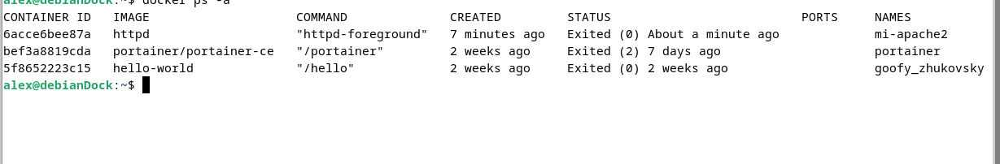 alex@debianDock:~$ docker ps -a
CONTAINER ID   IMAGE                    COMMAND              CREATED         STATUS                          PORTS     NAMES
6acce6bee87a   httpd                    "httpd-foreground"   7 minutes ago   Exited (0) About a minute ago             mi-apache2
bef3a8819cda   portainer/portainer-ce   "/portainer"         2 weeks ago     Exited (2) 7 days ago                     portainer
5f8652223c15   hello-world              "/hello"             2 weeks ago     Exited (0) 2 weeks ago                    goofy_zhukovsky
alex@debianDock:~$